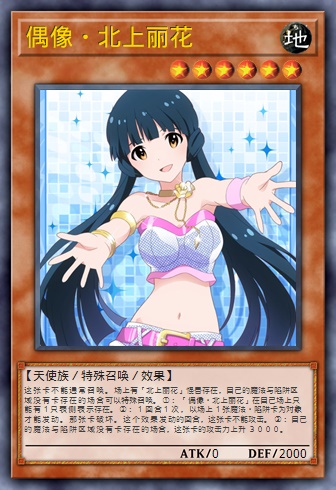 偶像·北上丽花
地
【天使族/特殊召唤/效果】
这张卡不能通常召唤。场上有「北上丽花」怪兽存在，自己的魔法与陷阱区
域没有卡存在的场合可以特殊召唤。①：「偶像·北上丽花」在自己场上只
能有1只表侧表示存在。②：1回合1次，以场上1张魔法·陷阱卡为对象
才能发动。那张卡破坏。这个效果发动的回合，这张卡不能攻击。③：自己
的魔法与陷阱区域没有卡存在的场合，这张卡的攻击力上升3000。
ATK/0 DEF/2000